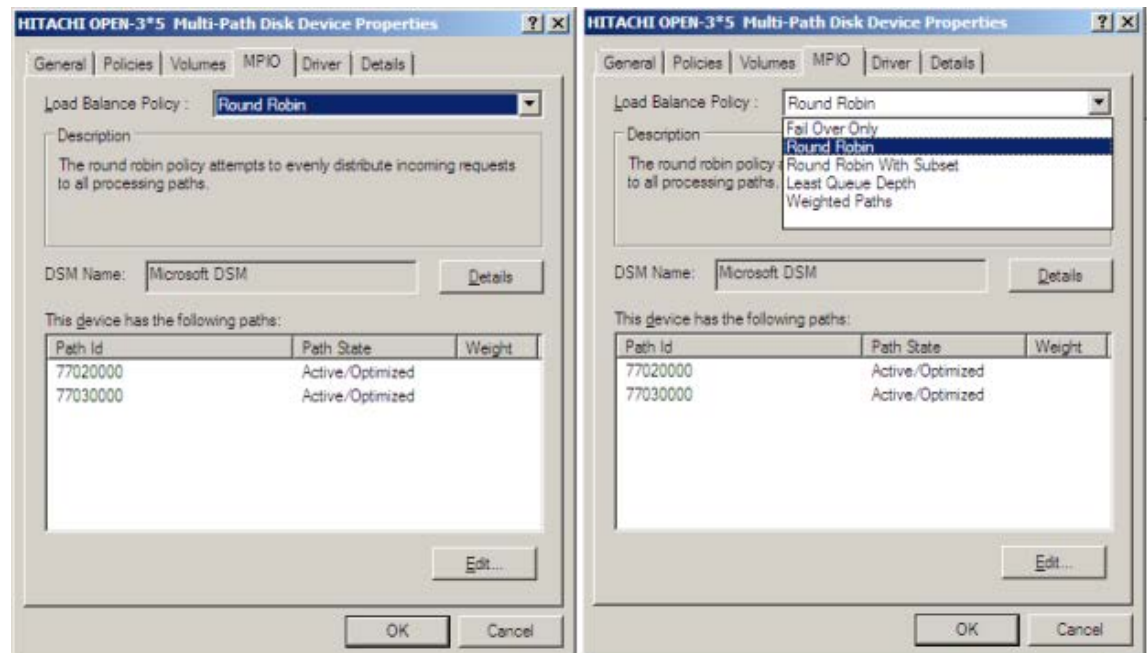 HITACHI OPEN-3*5 Multi-Path Disk Device Properties
General Policies Volumes MPIO Driver Details
Load Balance Policy : Round Robin
Description
The round robin policy attempts to evenly distribute incoming requests
to all processing paths.
DSM Name: Microsoft DSM Details
This device has the following paths:
Path Id Path State Weight
77020000 Active/Optimized
77030000 Active/Optimized
Edit...
OK Cancel
HITACHI OPEN-3*5 Multi-Path Disk Device Properties
General Policies Volumes MPIO Driver Details
Load Balance Policy : Round Robin
Fail Over Only
Round Robin
Round Robin With Subset
Least Queue Depth
Weighted Paths
Description
The round robin policy
to all processing paths.
DSM Name: Microsoft DSM Details
This device has the following paths:
Path Id Path State Weight
77020000 Active/Optimized
77030000 Active/Optimized
Edit...
OK Cancel